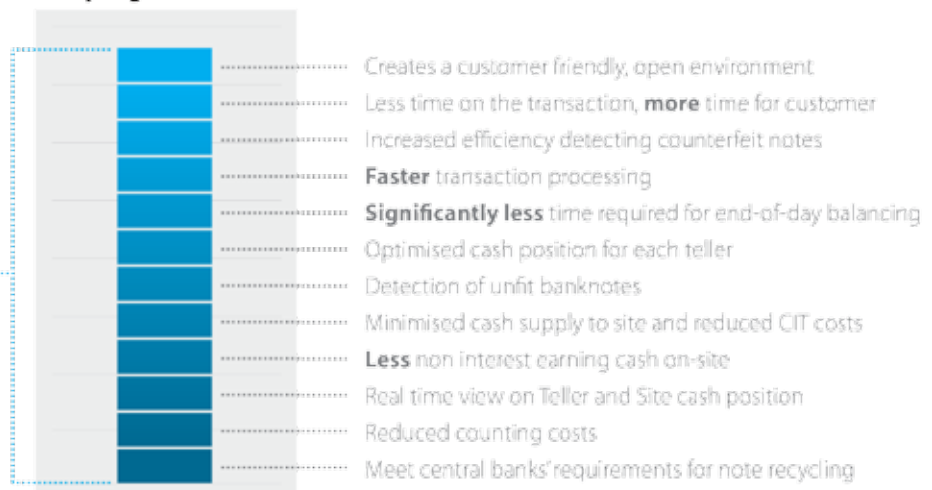 Creates a customer friendly, open environment
Less time on the transaction, more time for customer
Increased efficiency detecting counterfeit notes
Faster transaction processing
Significantly less time required for end-of-day balancing
Optimised cash position for each teller
Detection of unfit banknotes
Minimised cash supply to site and reduced CIT costs
Less non interest earning cash on-site
Real time view on Teller and Site cash position
Reduced counting costs
Meet central banks' requirements for note recycling